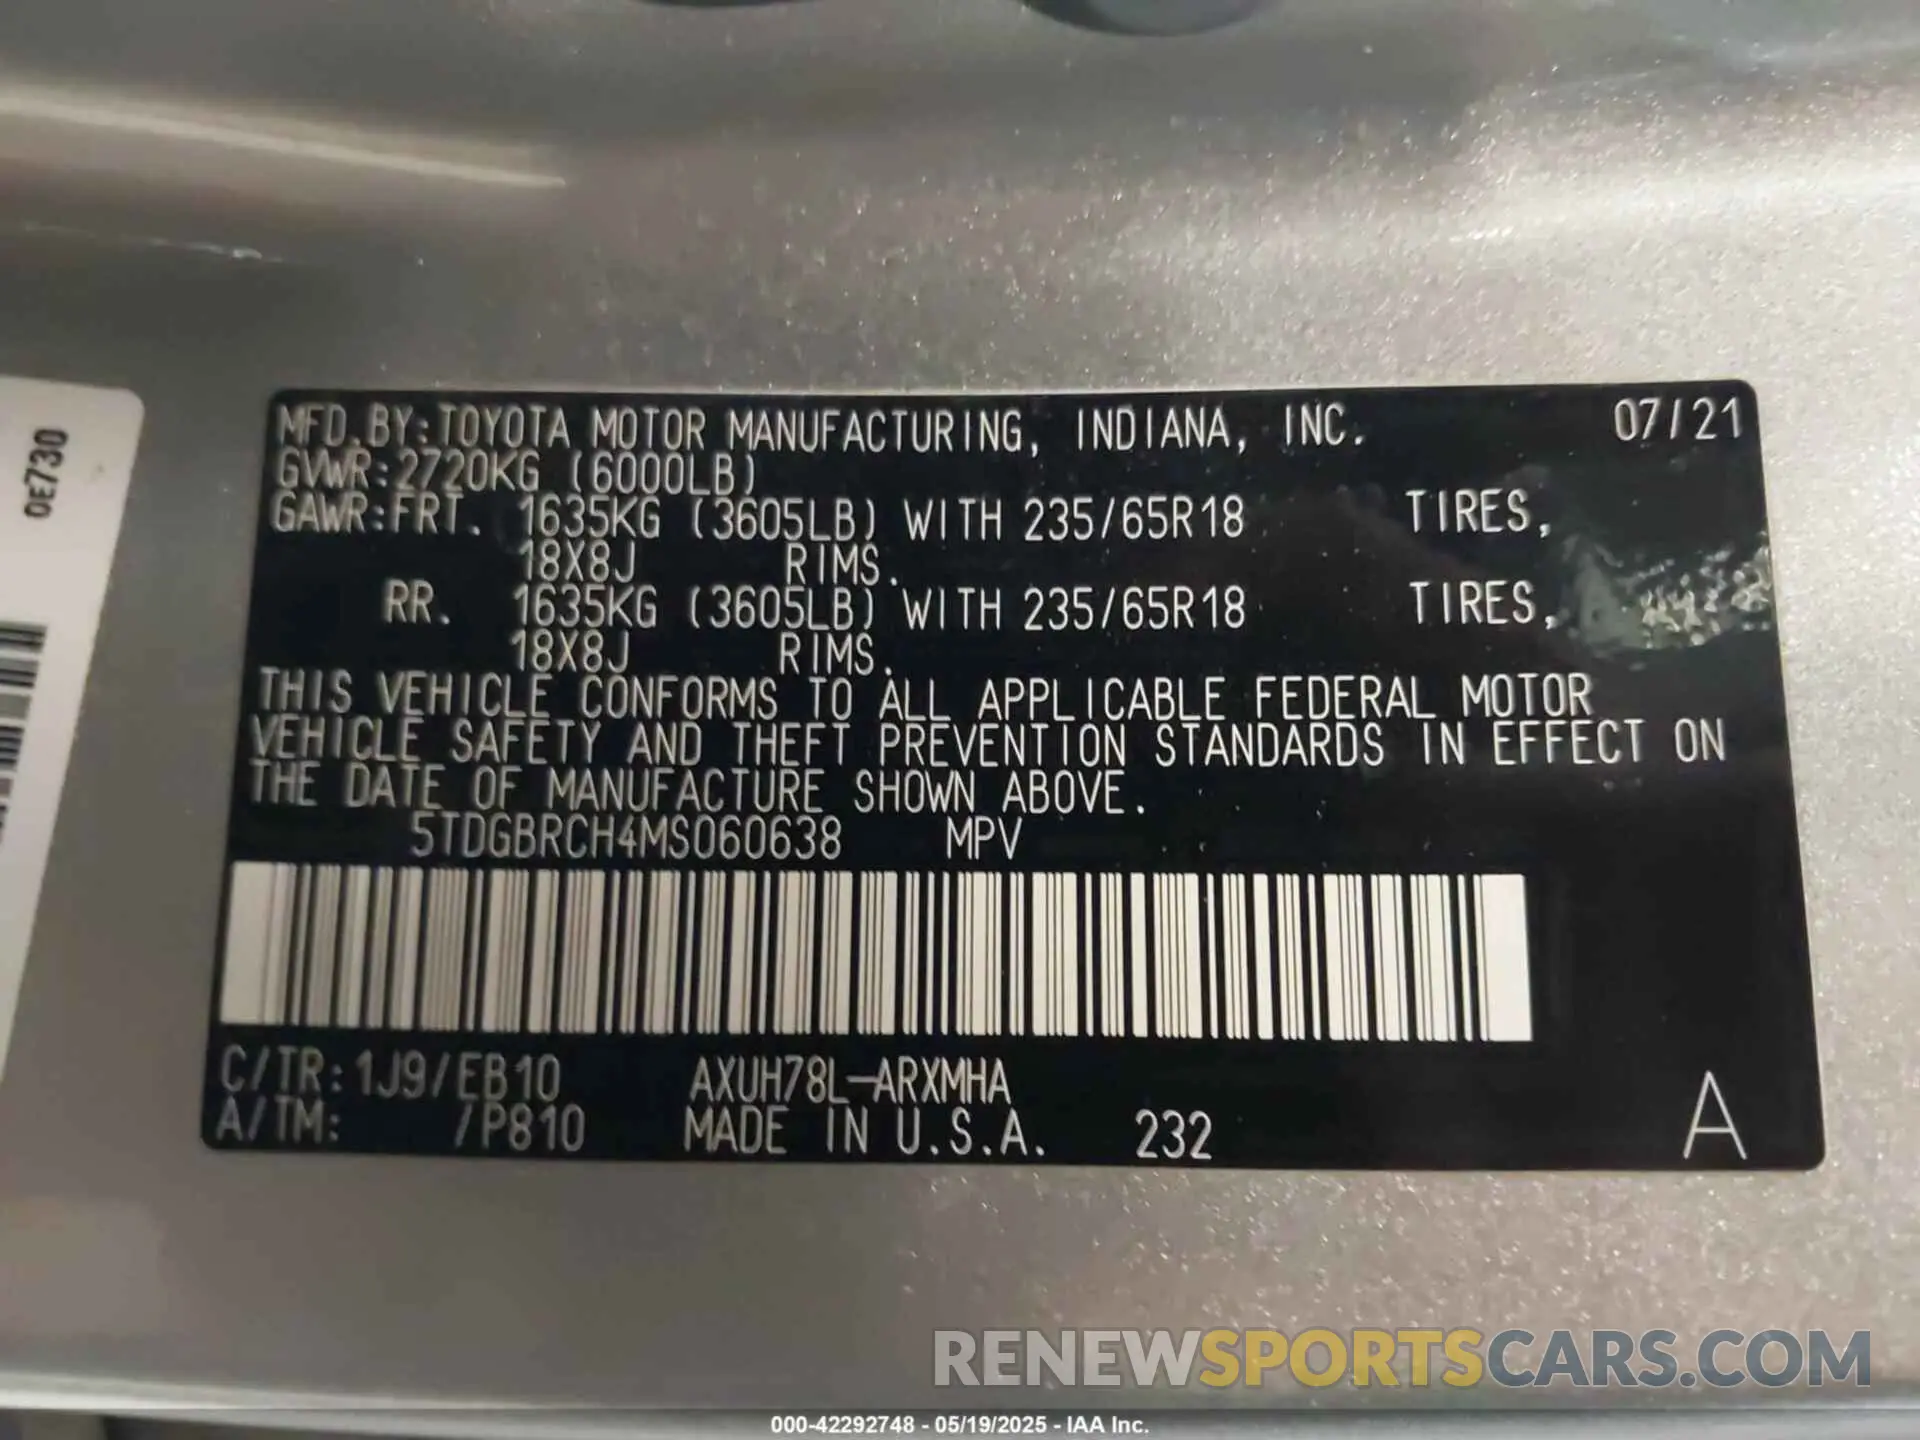 MFD.BY:TOYOTA MOTOR MANUFACTURING, INDIANA, INC. 07/21
GVWR:2720KG (6000LB)
GAWR:FRT. 1635KG (3605LB) WITH 235/65R18 TIRES,
18X8J RIMS.
RR. 1635KG (3605LB) WITH 235/65R18 TIRES,
18X8J RIMS.
THIS VEHICLE CONFORMS TO ALL APPLICABLE FEDERAL MOTOR
VEHICLE SAFETY AND THEFT PREVENTION STANDARDS IN EFFECT ON
THE DATE OF MANUFACTURE SHOWN ABOVE.
5TDGBRCH4MS060638 MPV
C/TR:1J9/EB10 AXUH78L-ARXMHA
A/TM: /P810 MADE IN U.S.A. 232 A
0E730
RENEWSPORTSCARS.COM
000-42292748 - 05/19/2025 - IAA Inc.